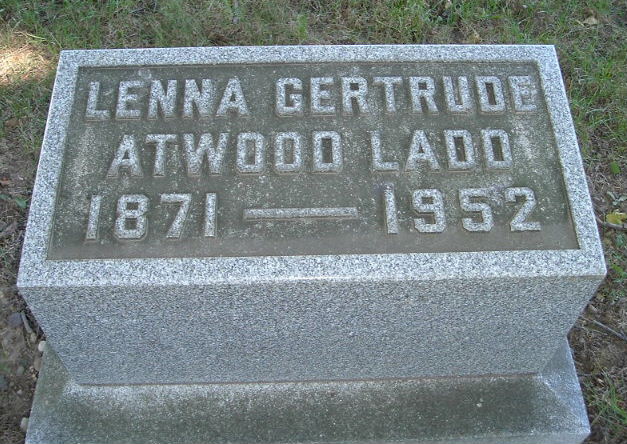 LENNA GERTRUDE
ATWOOD LADD
1871 — 1952